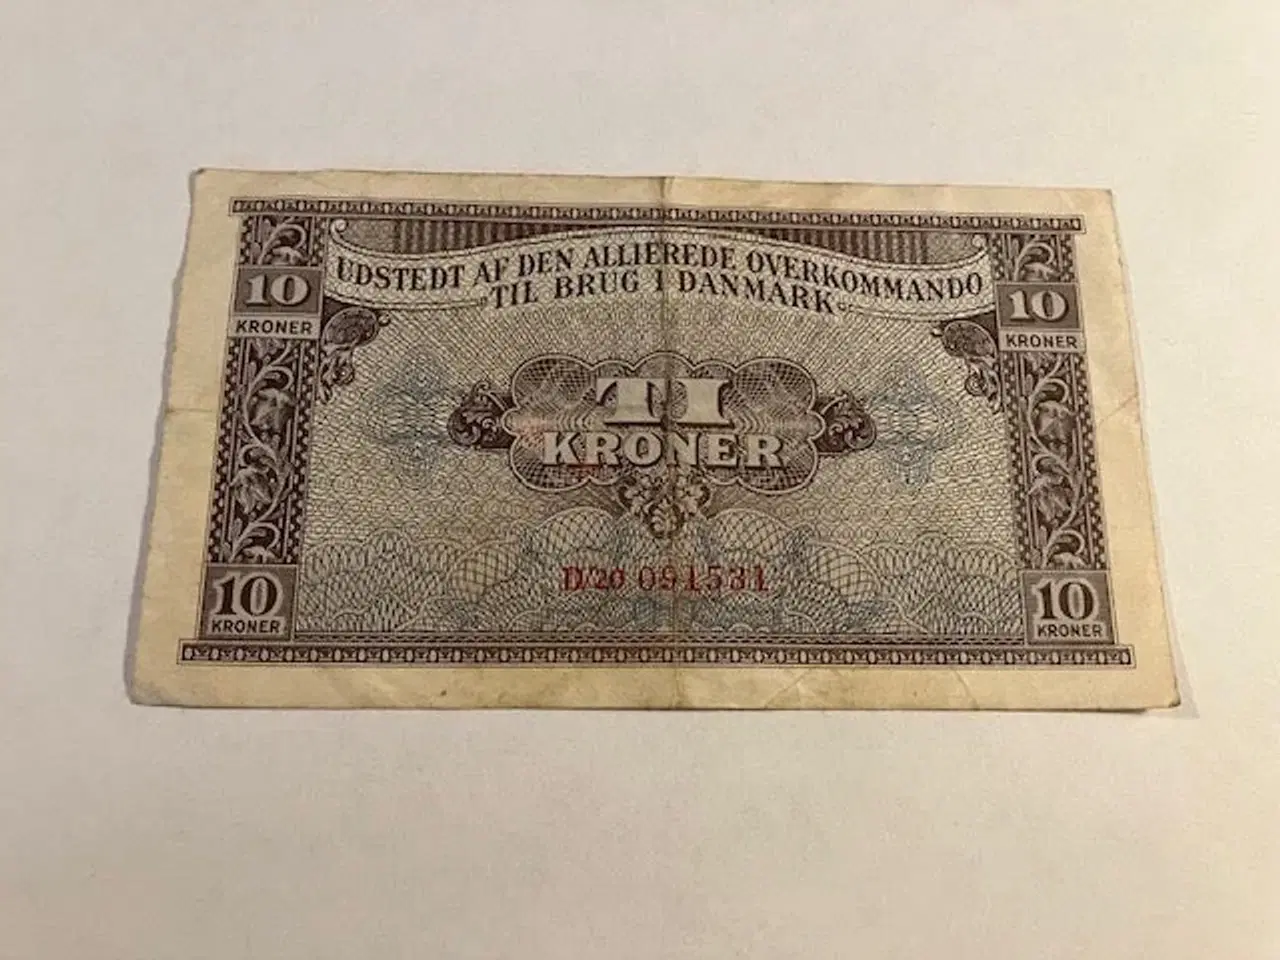 UDSTEDT AF DEN ALLIEREDE OVERKOMMANDO
TIL BRUG I DANMARK
10
KRONER
10
KRONER
TI
KRONER
D/20 091531
10
KRONER
10
KRONER